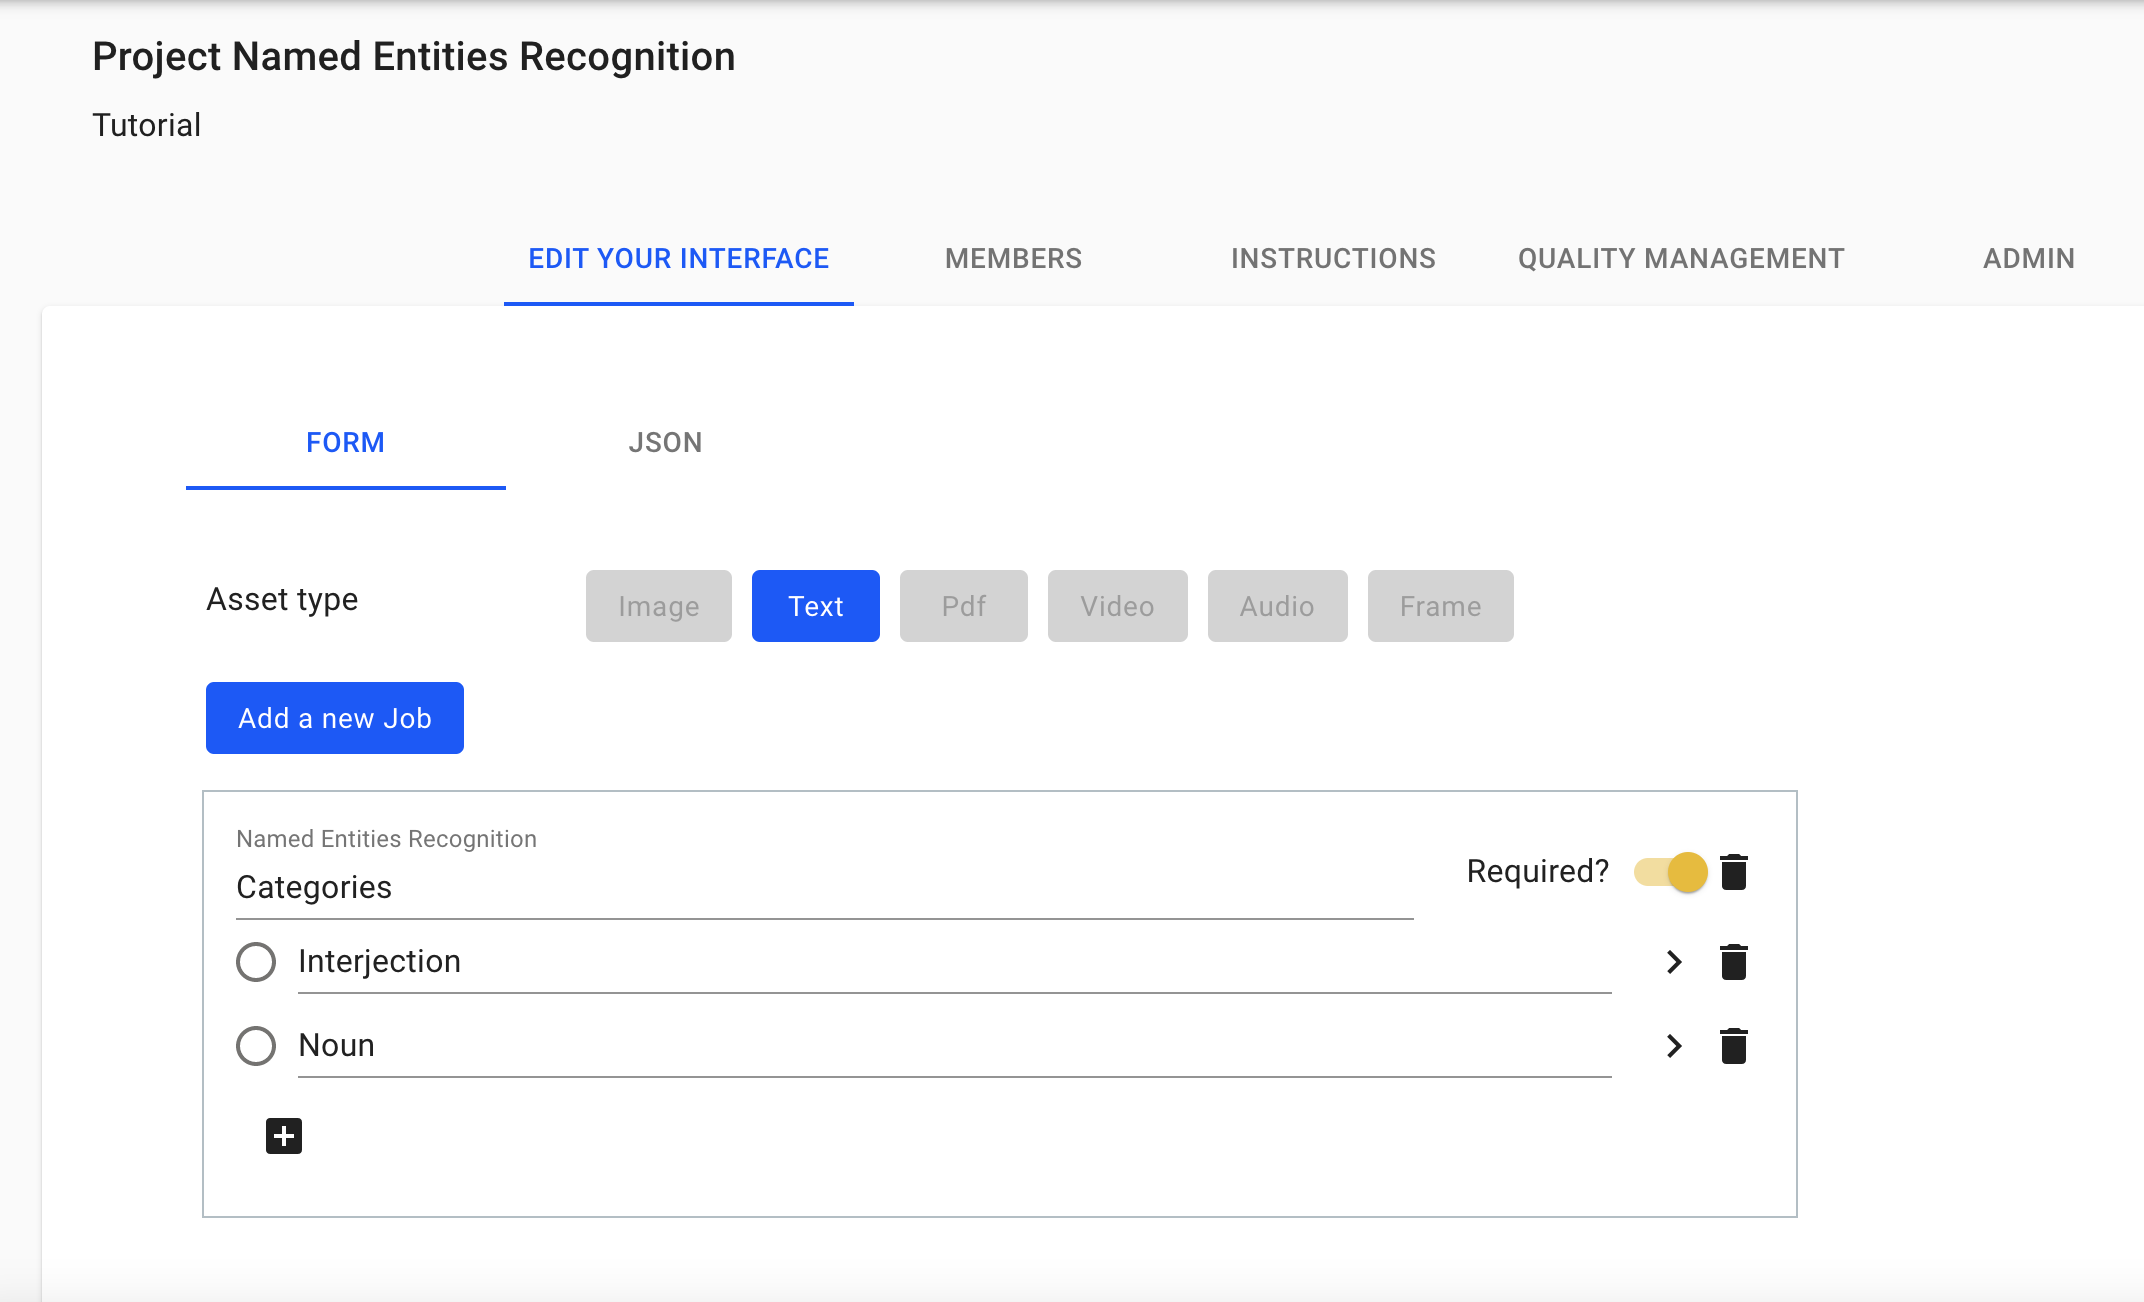 Project Named Entities Recognition
Tutorial
EDIT YOUR INTERFACE MEMBERS INSTRUCTIONS QUALITY MANAGEMENT ADMIN
FORM JSON
Asset type Image Text Pdf Video Audio Frame
Add a new Job
Named Entities Recognition
Categories Required?
Interjection
Noun